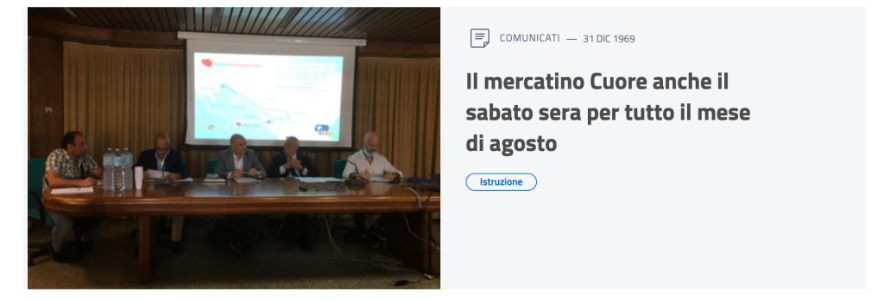 COMUNICATI — 31 DIC 1969
Il mercatino Cuore anche il
sabato sera per tutto il mese
di agosto
Istruzione